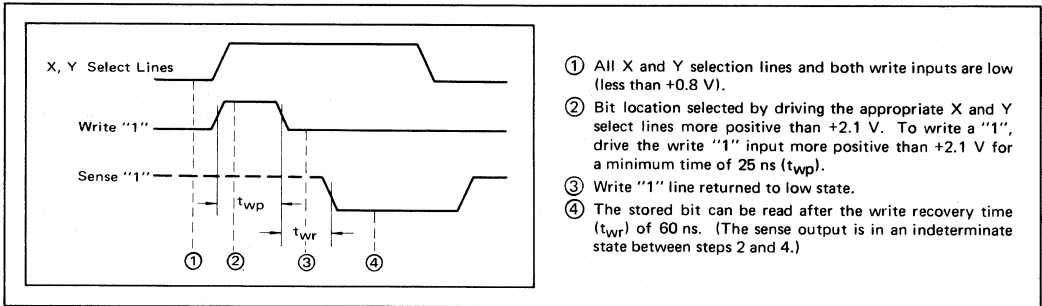 X, Y Select Lines
Write "1"
Sense "1"
twp
twr
① ② ③ ④
① All X and Y selection lines and both write inputs are low
(less than +0.8 V).
② Bit location selected by driving the appropriate X and Y
select lines more positive than +2.1 V. To write a "1",
drive the write "1" input more positive than +2.1 V for
a minimum time of 25 ns (twp).
③ Write "1" line returned to low state.
④ The stored bit can be read after the write recovery time
(twr) of 60 ns. (The sense output is in an indeterminate
state between steps 2 and 4.)